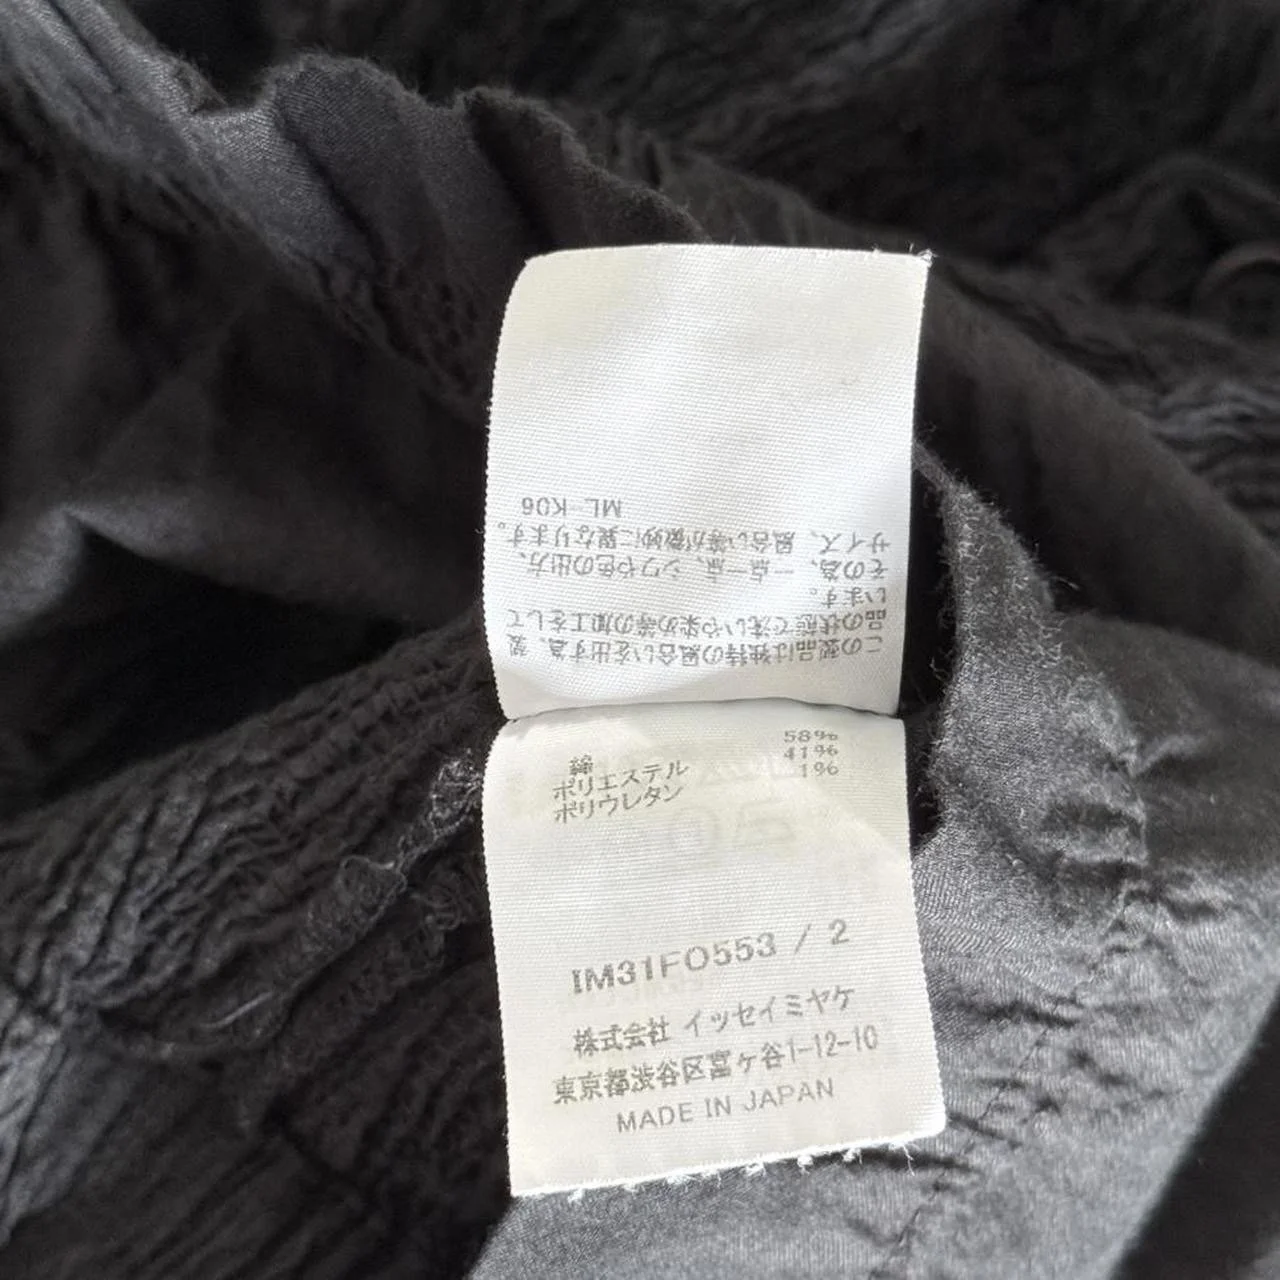 この製品は独特の風合いを出す為、製
品の状態で洗いや染め等の加工をして
います。
その為、一点一点、シワや色の出方、
サイズ、風合い等が微妙に異なります。
ML-K06
綿 58%
ポリエステル 41%
ポリウレタン 1%
IM31FO553 / 2
株式会社 イッセイミヤケ
東京都渋谷区富ヶ谷1-12-10
MADE IN JAPAN